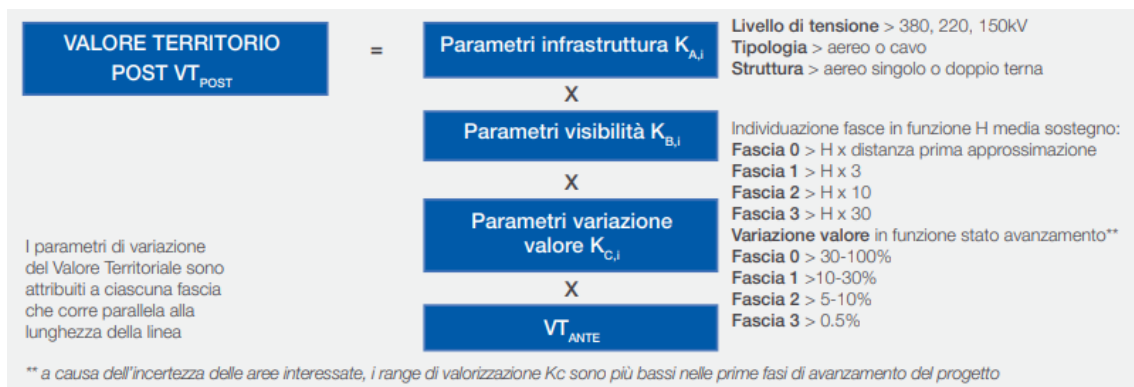 VALORE TERRITORIO
POST VT_POST
=
Parametri infrastruttura K_A,i
Livello di tensione > 380, 220, 150kV
Tipologia > aereo o cavo
Struttura > aereo singolo o doppio terna
X
Parametri visibilità K_B,i
Individuazione fasce in funzione H media sostegno:
Fascia 0 > H x distanza prima approssimazione
Fascia 1 > H x 3
Fascia 2 > H x 10
Fascia 3 > H x 30
X
Parametri variazione
valore K_C,i
Variazione valore in funzione stato avanzamento**
Fascia 0 > 30-100%
Fascia 1 >10-30%
Fascia 2 > 5-10%
Fascia 3 > 0.5%
X
VT_ANTE
I parametri di variazione
del Valore Territoriale sono
attribuiti a ciascuna fascia
che corre parallela alla
lunghezza della linea
** a causa dell'incertezza delle aree interessate, i range di valorizzazione Kc sono più bassi nelle prime fasi di avanzamento del progetto